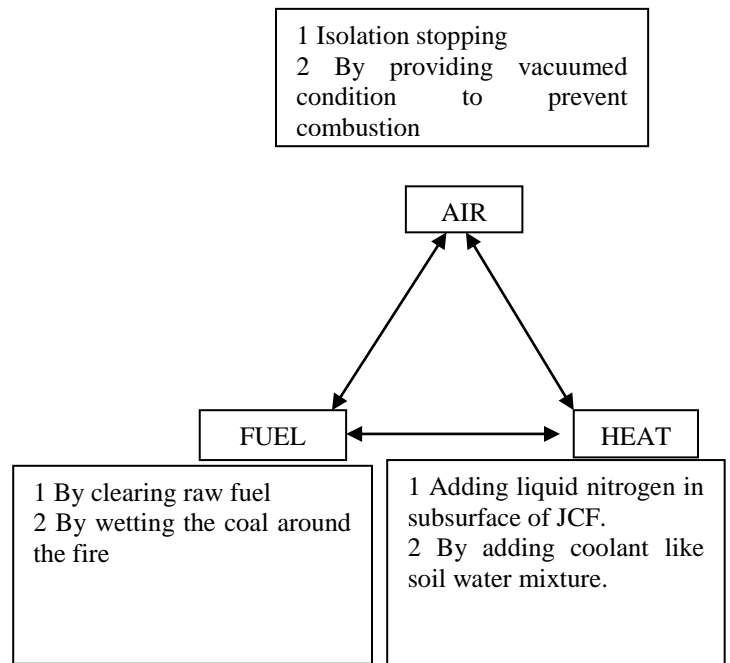 1 Isolation stopping
2 By providing vacuumed
condition to prevent
combustion
AIR
FUEL
HEAT
1 By clearing raw fuel
2 By wetting the coal around
the fire
1 Adding liquid nitrogen in
subsurface of JCF.
2 By adding coolant like
soil water mixture.